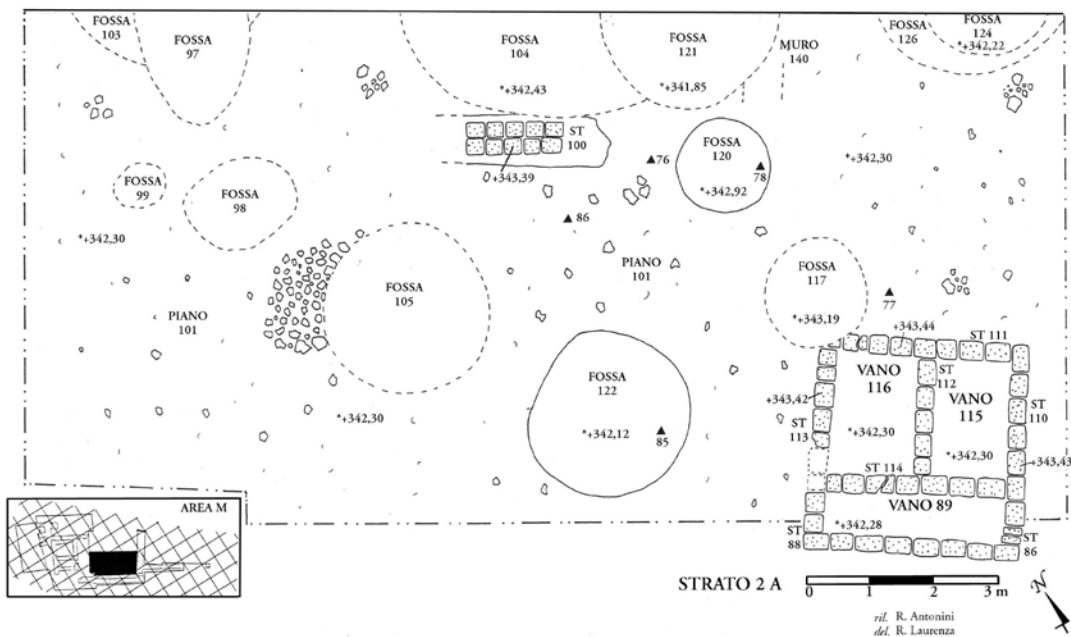 FOSSA
103
FOSSA
97
FOSSA
104
*+342,43
FOSSA
121
*+341,85
MURO
140
FOSSA
126
FOSSA
124
*+342,22
ST
100
+343,39
▲76
FOSSA
120
78
*+342,92
*+342,30
FOSSA
99
FOSSA
98
*+342,30
▲ 86
PIANO
101
FOSSA
105
PIANO
101
FOSSA
117
*+343,19
77
+343,44
ST 111
VANO
116
ST
112
VANO
115
ST
110
+343,42
ST
113
*+342,30
*+342,30
+343,43
FOSSA
122
*+342,12
85
*+342,30
ST 114
VANO 89
*+342,28
ST
88
ST
86
AREA M
STRATO 2 A
0 1 2 3 m
N
ril. R. Antonini
del. R. Laurenza